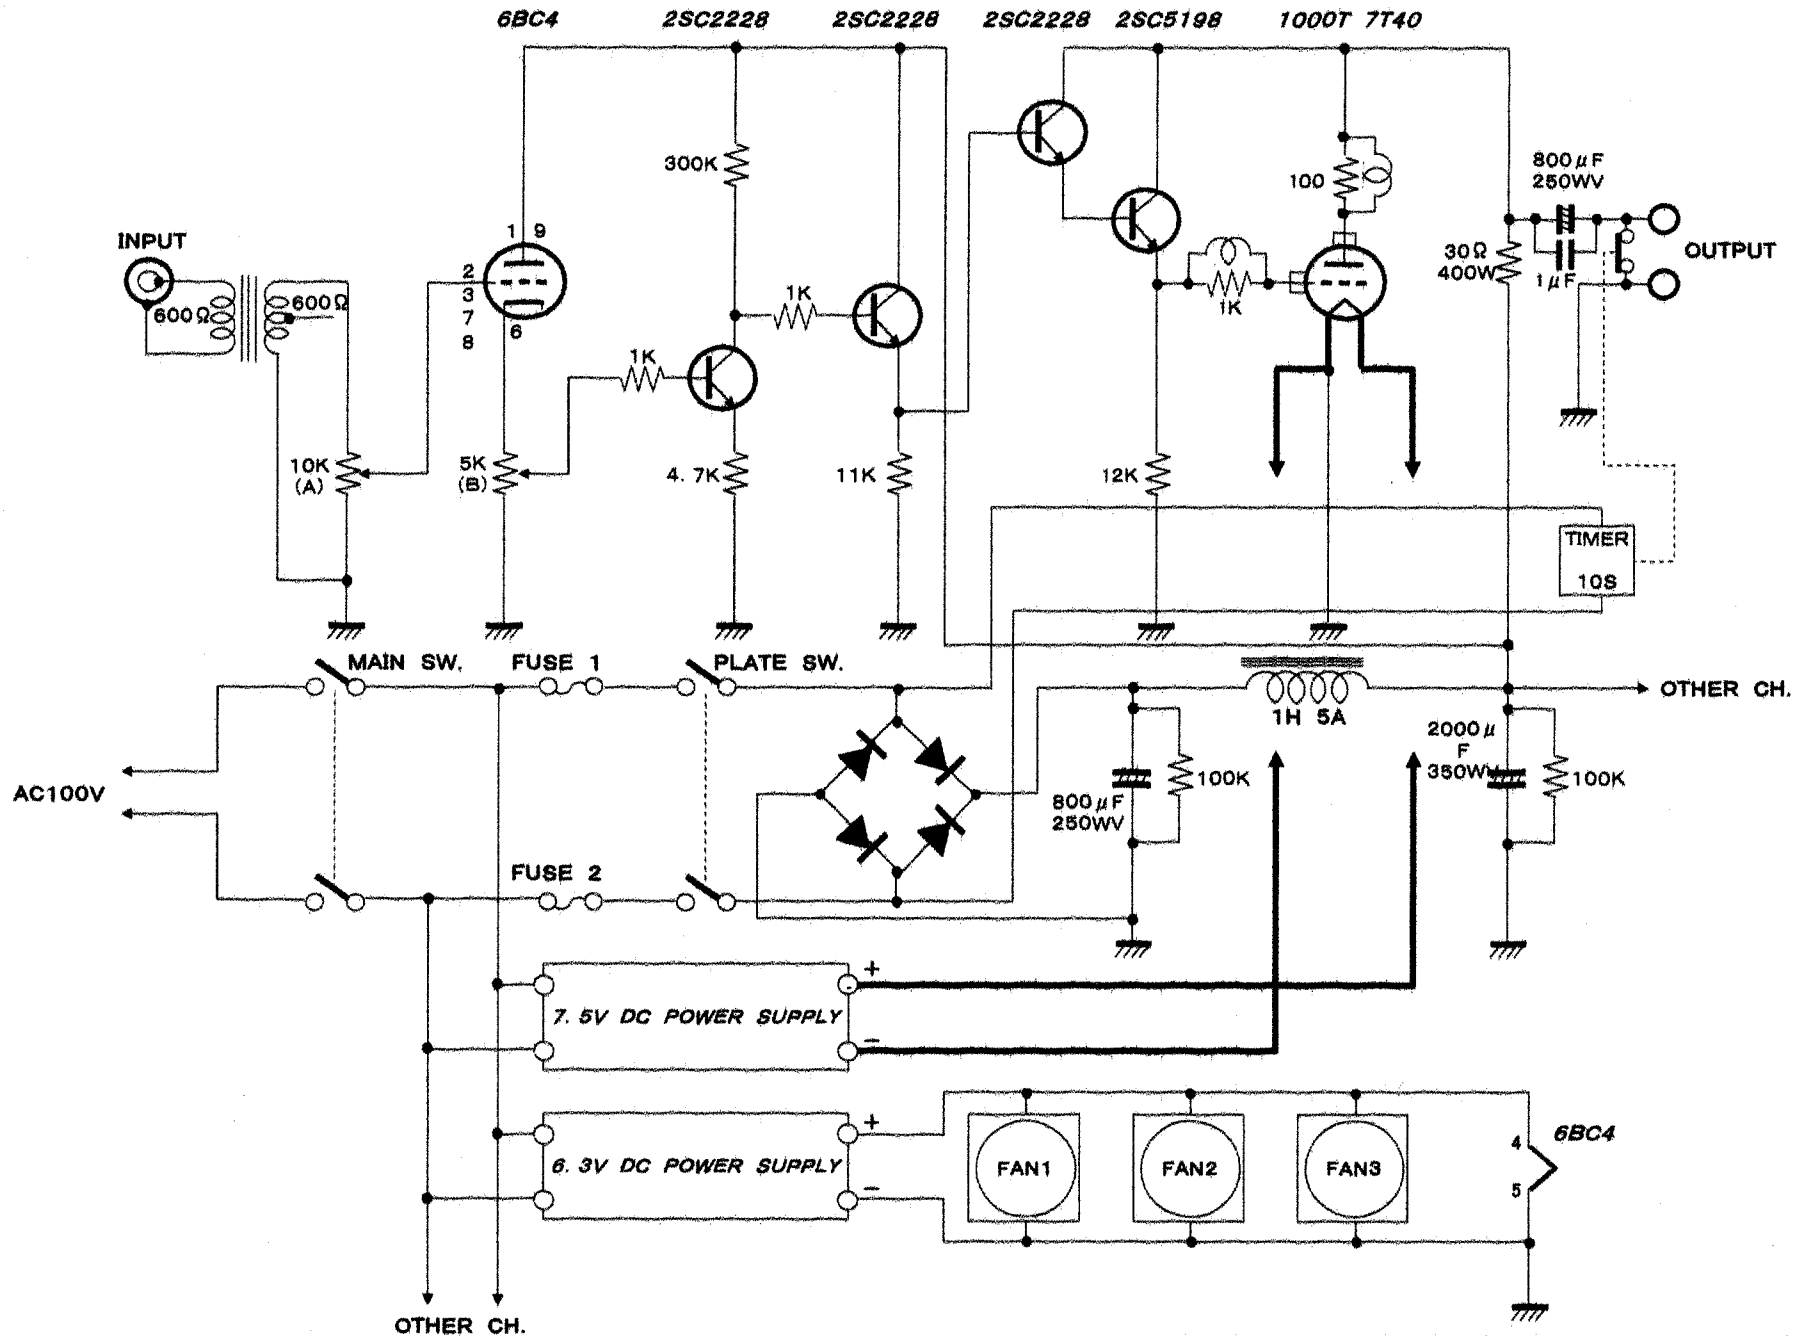 6BC4 2SC2228 2SC2228 2SC2228 2SC5198 1000T 7T40
INPUT
600Ω
600Ω
10K
(A)
1 9
2
3
7
8
6
5K
(B)
300K
1K
4.7K
1K
11K
12K
1K
100
30Ω
400W
800μF
250WV
1μF
OUTPUT
TIMER
10S
MAIN SW.
FUSE 1
PLATE SW.
1H 5A
OTHER CH.
AC100V
800μF
250WV
100K
2000μ
F
350WV
100K
FUSE 2
+
7.5V DC POWER SUPPLY
−
+
6.3V DC POWER SUPPLY
−
FAN1
FAN2
FAN3
4
5
6BC4
OTHER CH.